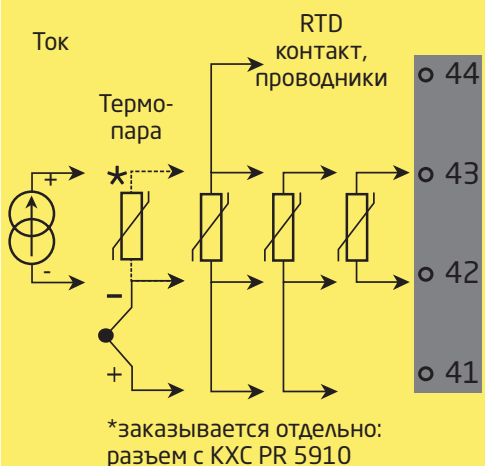 Ток
RTD
контакт,
проводники
Термо-
пара
44
43
42
41
+
-
*
–
+
*заказывается отдельно:
разъем с КХС PR 5910